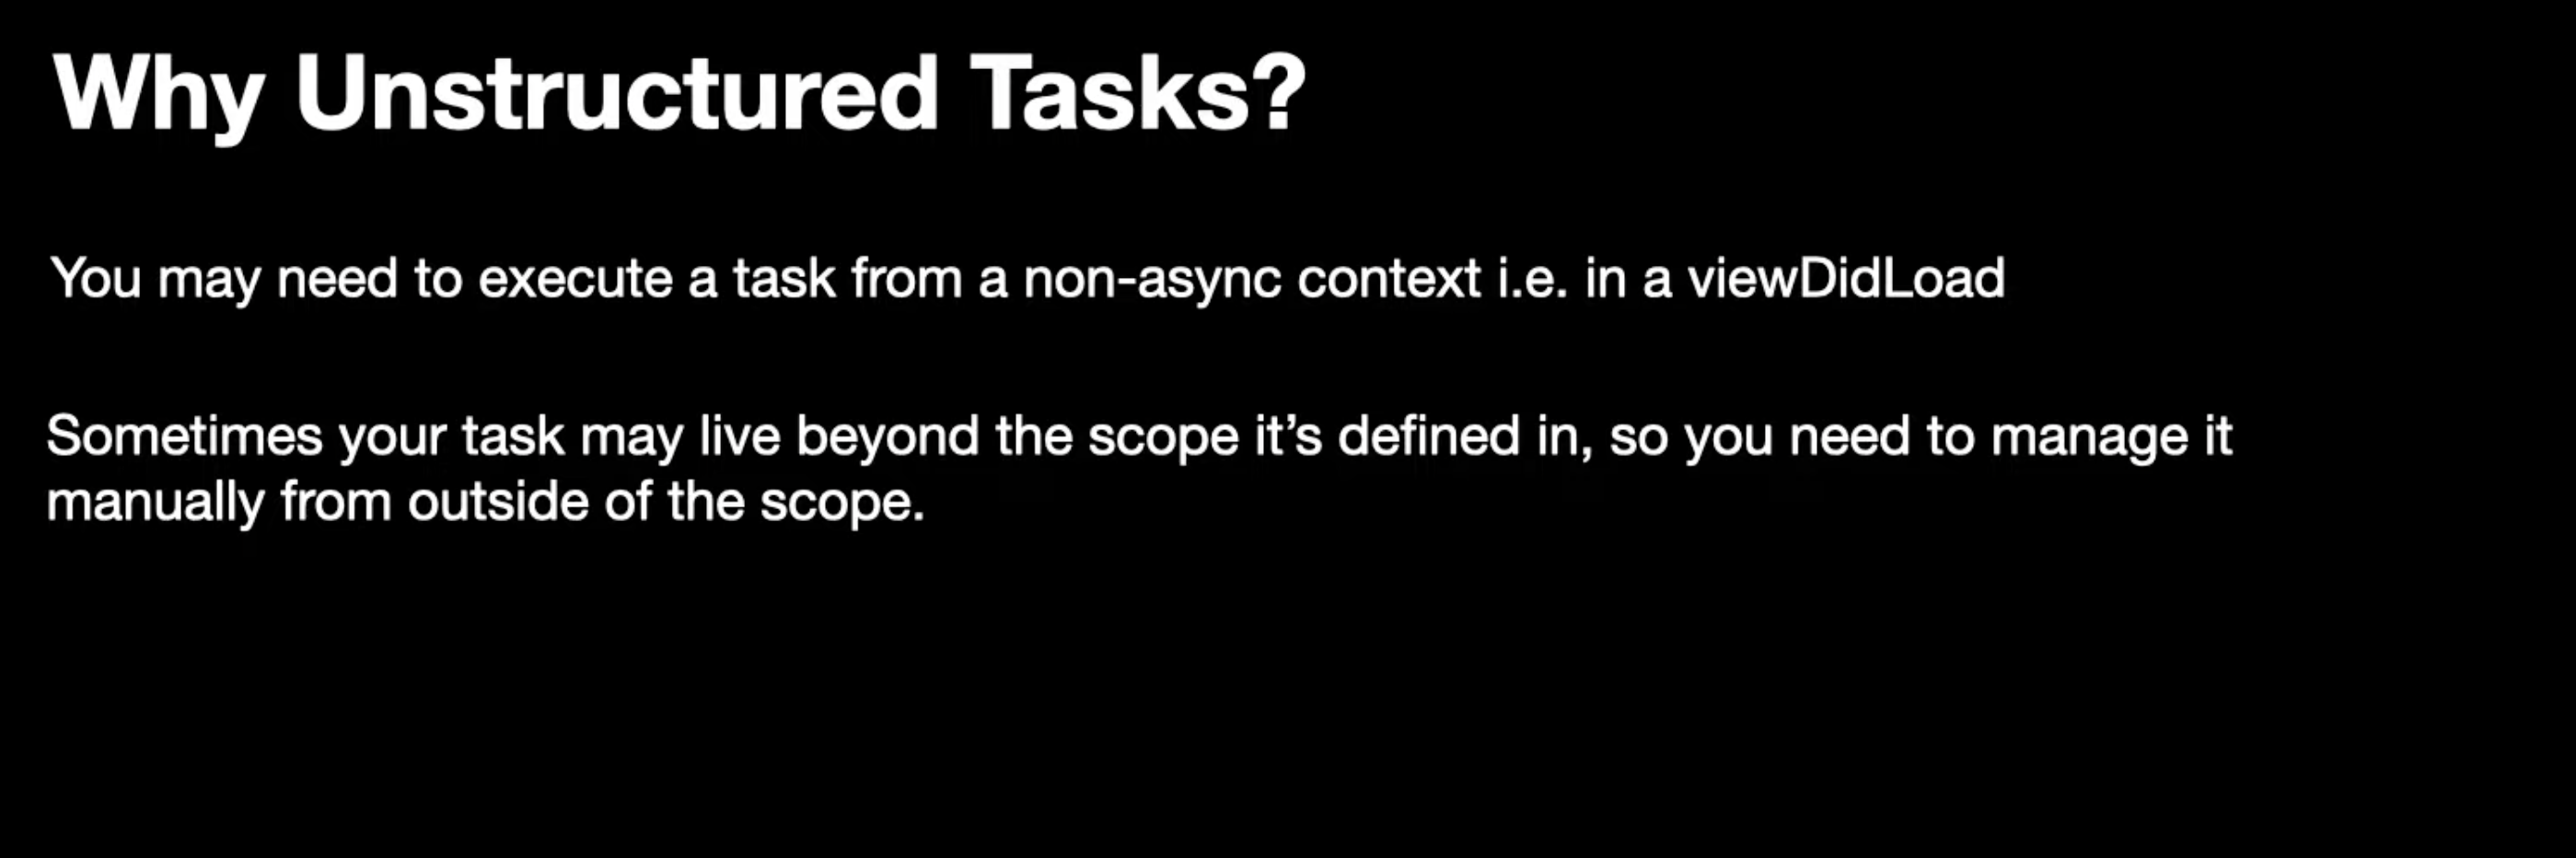 Why Unstructured Tasks?
You may need to execute a task from a non-async context i.e. in a viewDidLoad
Sometimes your task may live beyond the scope it’s defined in, so you need to manage it
manually from outside of the scope.